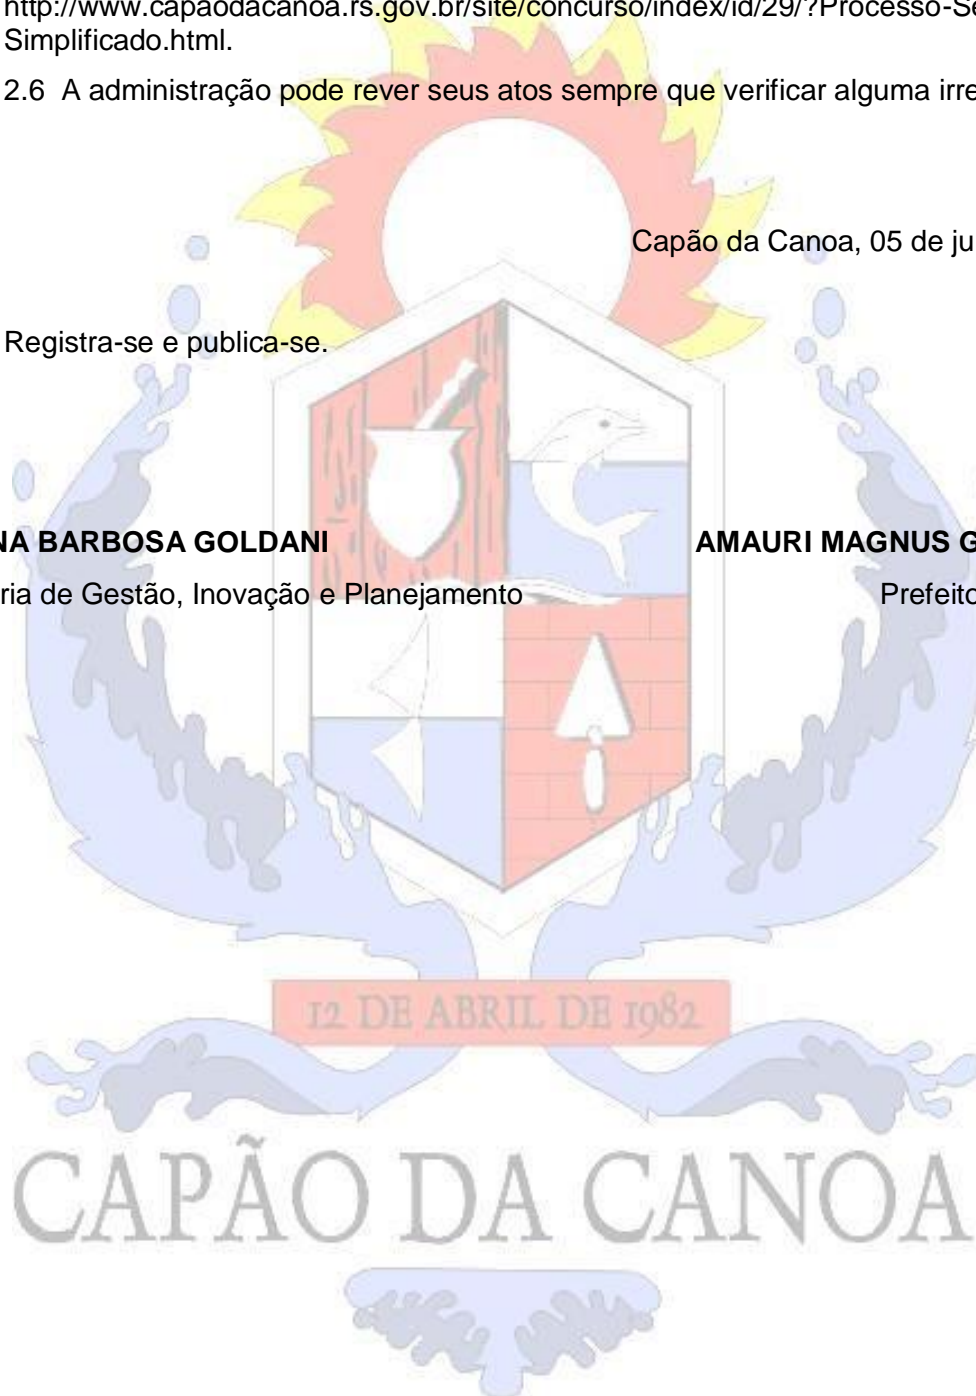 http://www.capaodacanoa.rs.gov.br/site/concurso/index/id/29/?Processo-Se
Simplificado.html.
2.6 A administração pode rever seus atos sempre que verificar alguma irre
Capão da Canoa, 05 de ju
Registra-se e publica-se.
NA BARBOSA GOLDANI AMAURI MAGNUS G
ria de Gestão, Inovação e Planejamento Prefeito
12 DE ABRIL DE 1982
CAPÃO DA CANOA